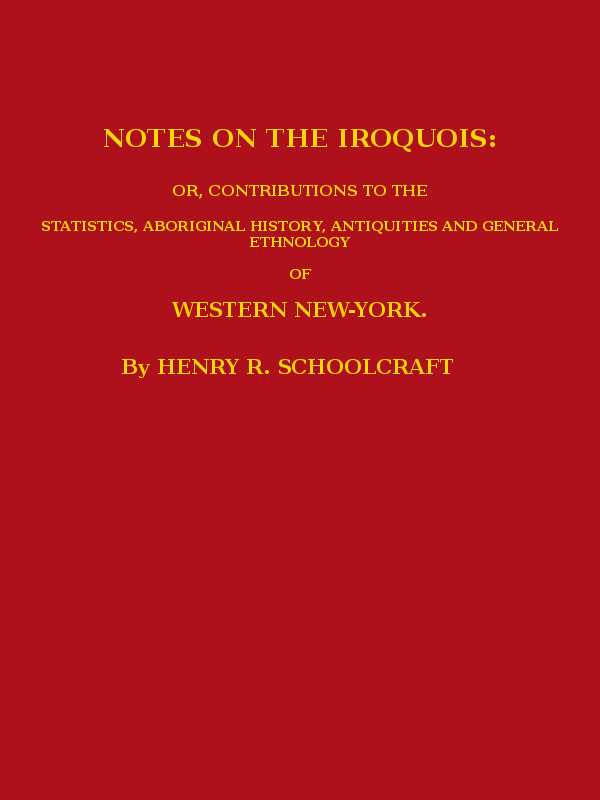 NOTES ON THE IROQUOIS:
OR, CONTRIBUTIONS TO THE
STATISTICS, ABORIGINAL HISTORY, ANTIQUITIES AND GENERAL
ETHNOLOGY
OF
WESTERN NEW-YORK.
By HENRY R. SCHOOLCRAFT